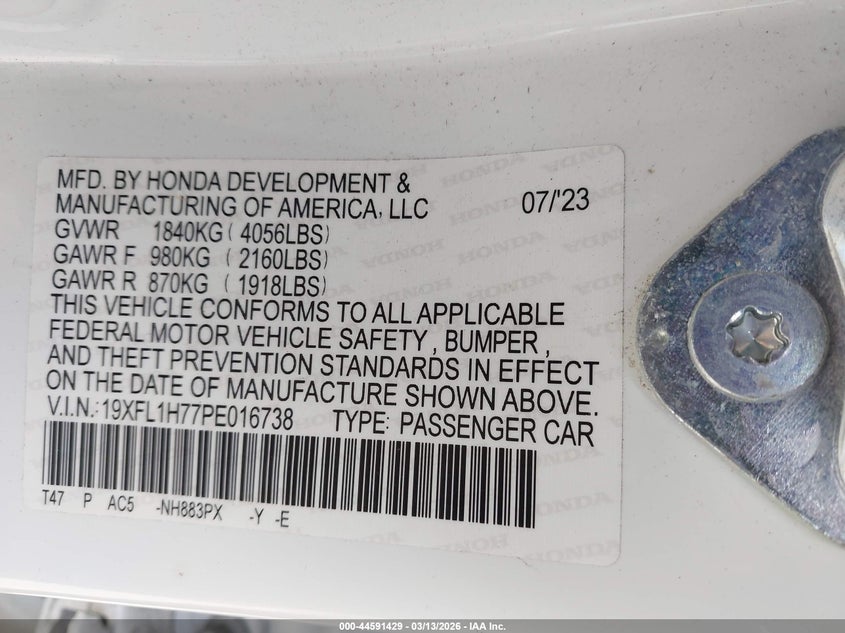 MFD. BY HONDA DEVELOPMENT &
MANUFACTURING OF AMERICA, LLC 07/'23
GVWR 1840KG ( 4056LBS)
GAWR F 980KG ( 2160LBS)
GAWR R 870KG ( 1918LBS)
THIS VEHICLE CONFORMS TO ALL APPLICABLE
FEDERAL MOTOR VEHICLE SAFETY , BUMPER ,
AND THEFT PREVENTION STANDARDS IN EFFECT
ON THE DATE OF MANUFACTURE SHOWN ABOVE.
V.I.N.: 19XFL1H77PE016738 TYPE: PASSENGER CAR
T47 P AC5 -NH883PX -Y -E
HONDA
000-44591429 - 03/13/2026 - IAA Inc.